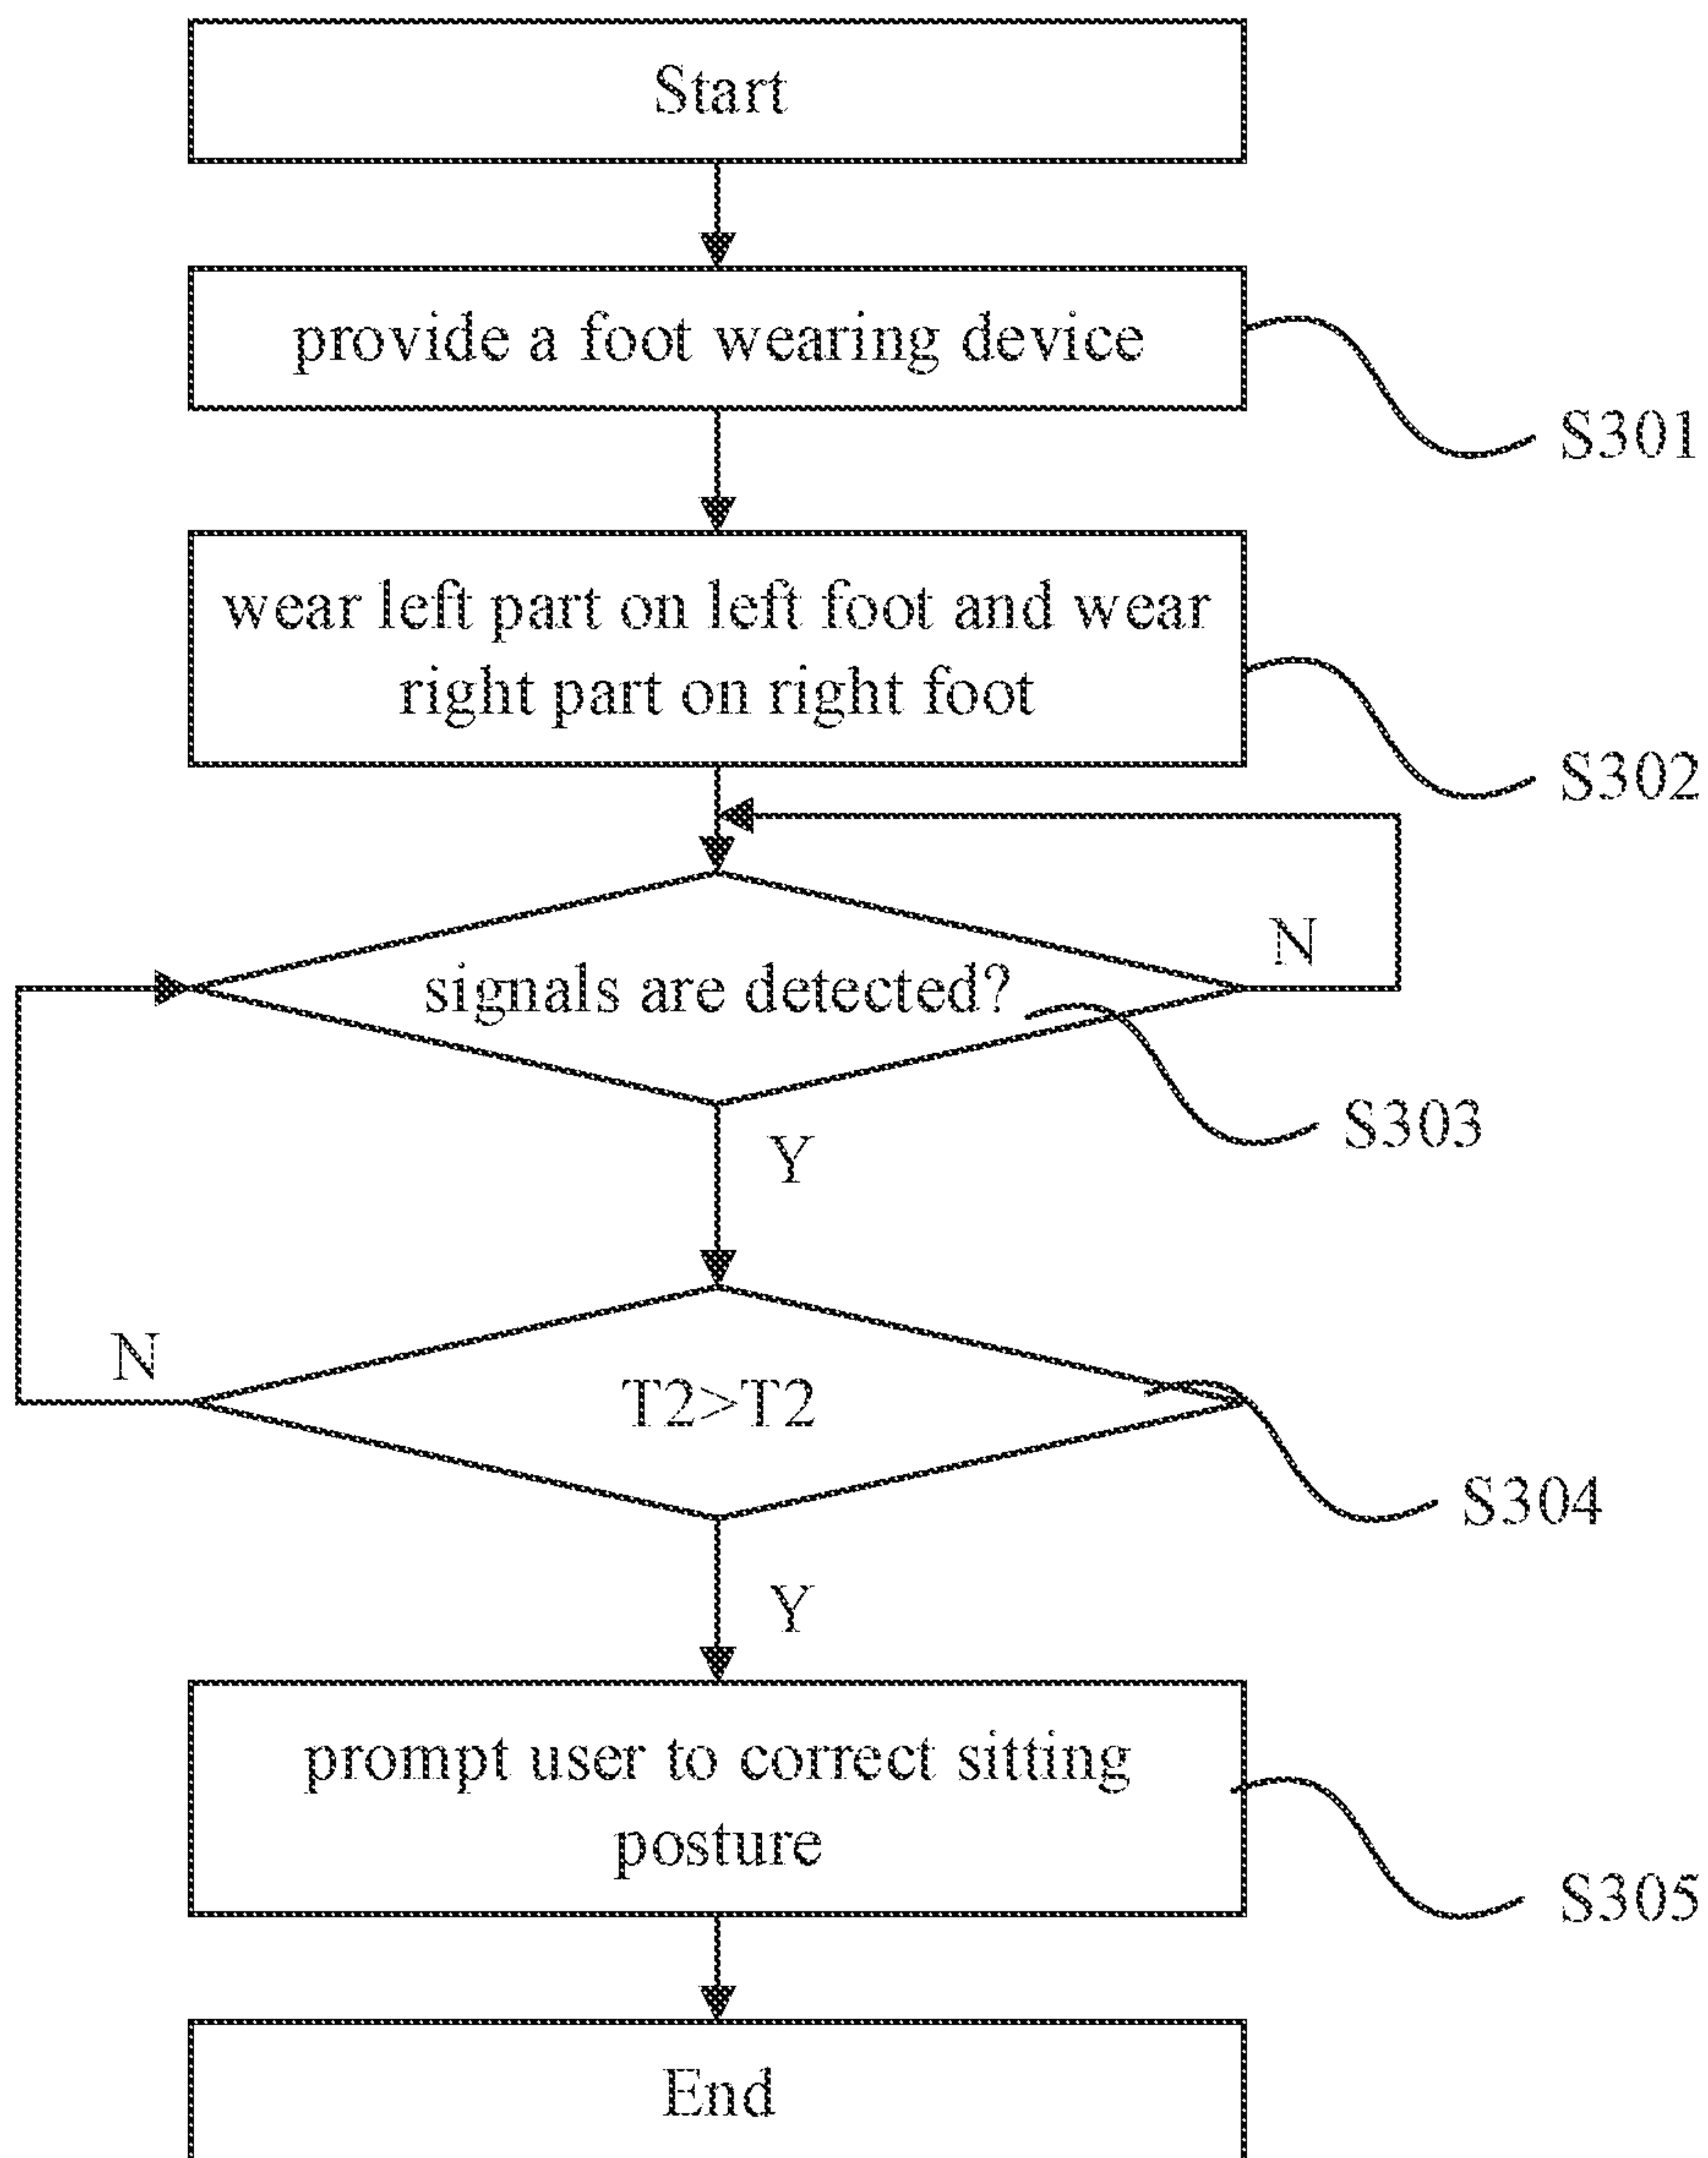 Start
provide a foot wearing device
S301
wear left part on left foot and wear
right part on right foot
S302
N
signals are detected?
S303
Y
N
T2>T2
S304
Y
prompt user to correct sitting
posture
S305
End